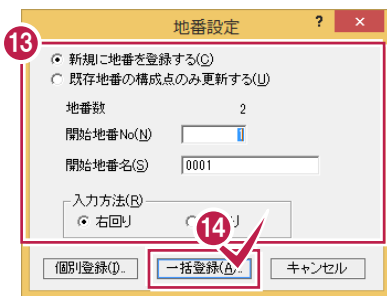 地番設定 ? ×
13
新規に地番を登録する(C)
既存地番の構成点のみ更新する(U)
地番数 2
開始地番No(N) 1
開始地番名(S) 0001
入力方法(R)
右回り
14
個別登録(I)... 一括登録(A)... キャンセル